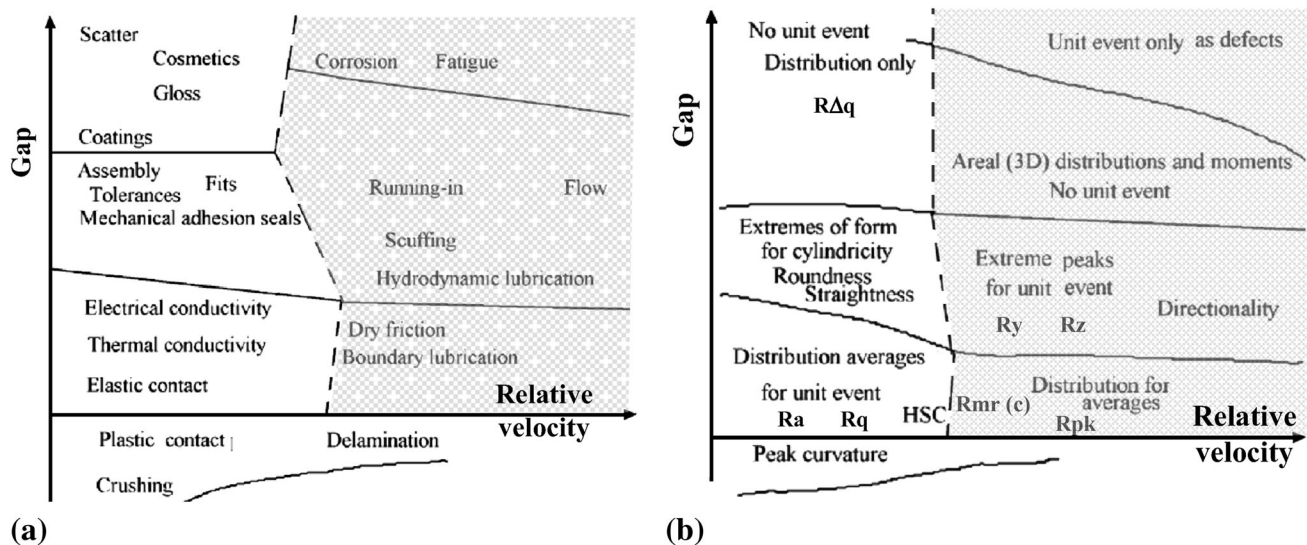 Gap
Scatter
Cosmetics
Gloss
Coatings
Corrosion Fatigue
Assembly
Tolerances Fits
Mechanical adhesion seals
Running-in Flow
Scuffing
Hydrodynamic lubrication
Electrical conductivity
Thermal conductivity
Elastic contact
Dry friction
Boundary lubrication
Relative
velocity
Plastic contact
Delamination
Crushing
(a)
Gap
No unit event
Distribution only
RΔq
Unit event only as defects
Areal (3D) distributions and moments
No unit event
Extremes of form
for cylindricity
Roundness
Straightness
Extreme peaks
for unit event
Ry Rz
Directionality
Distribution averages
for unit event
Ra Rq HSC
Distribution for
averages
Rmr (c)
Rpk
Relative
velocity
Peak curvature
(b)